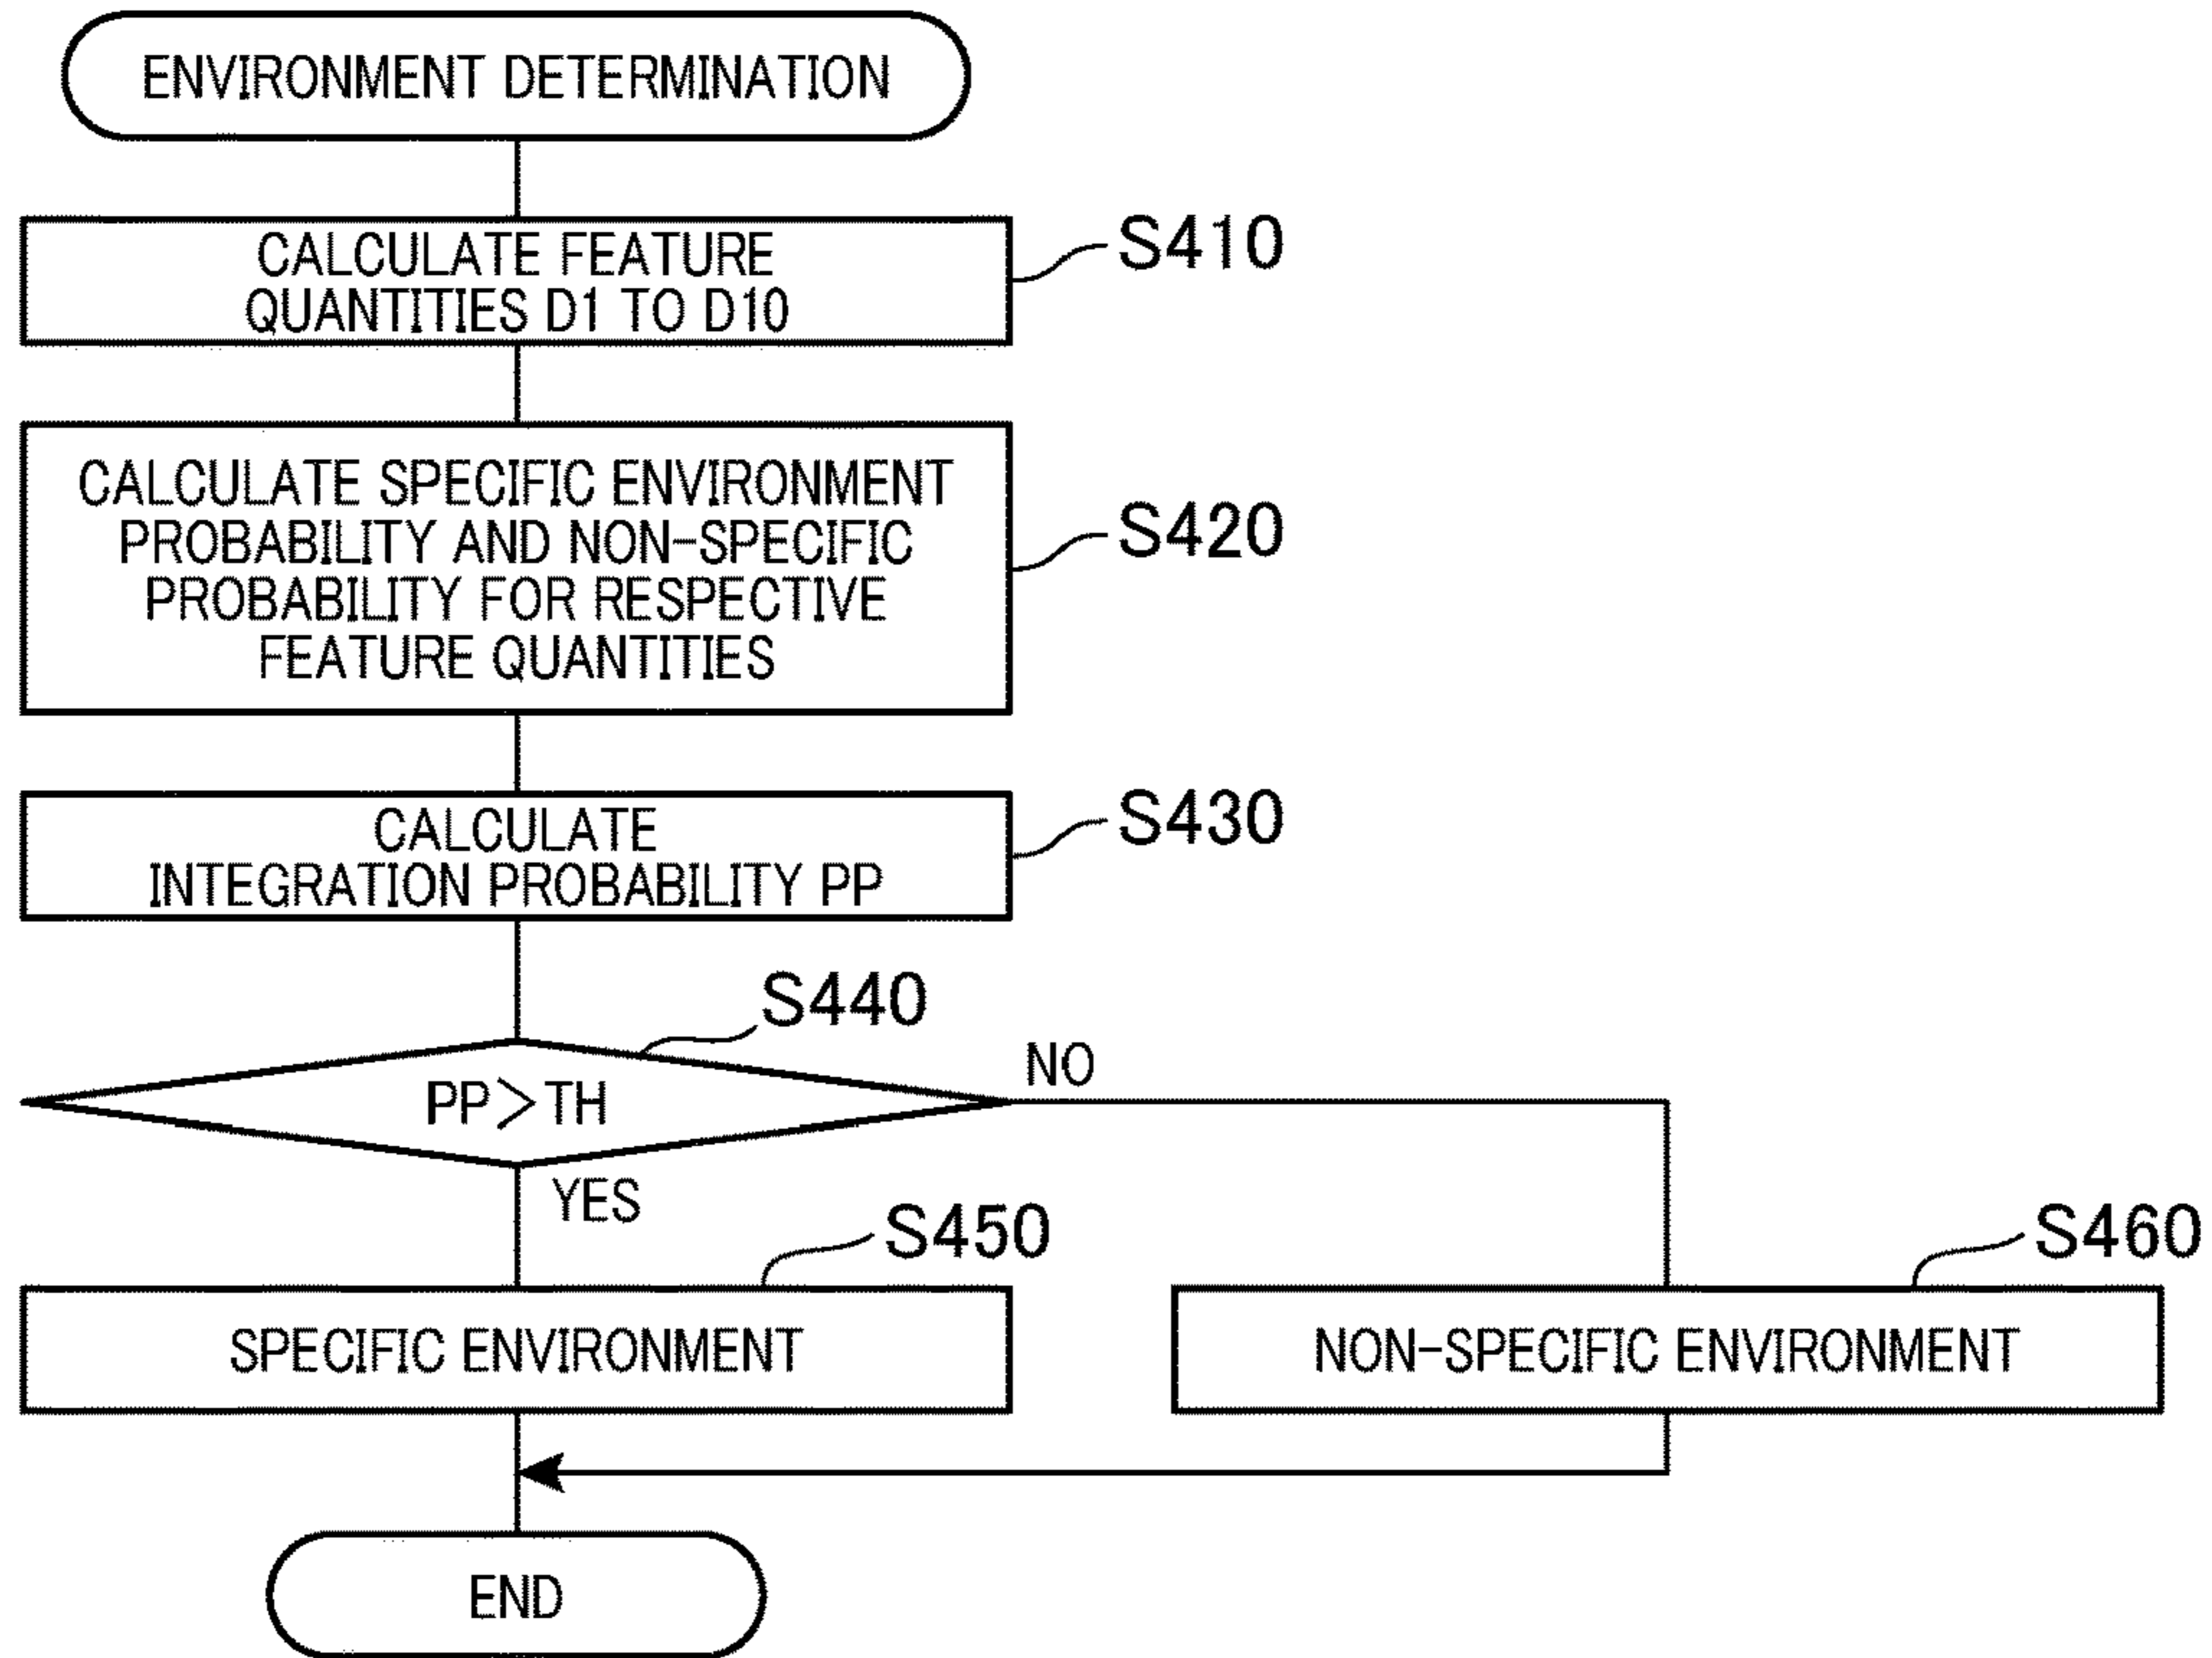 ENVIRONMENT DETERMINATION
CALCULATE FEATURE
QUANTITIES D1 TO D10
S410
CALCULATE SPECIFIC ENVIRONMENT
PROBABILITY AND NON-SPECIFIC
PROBABILITY FOR RESPECTIVE
FEATURE QUANTITIES
S420
CALCULATE
INTEGRATION PROBABILITY PP
S430
S440
PP>TH
NO
YES
S450
SPECIFIC ENVIRONMENT
S460
NON-SPECIFIC ENVIRONMENT
END